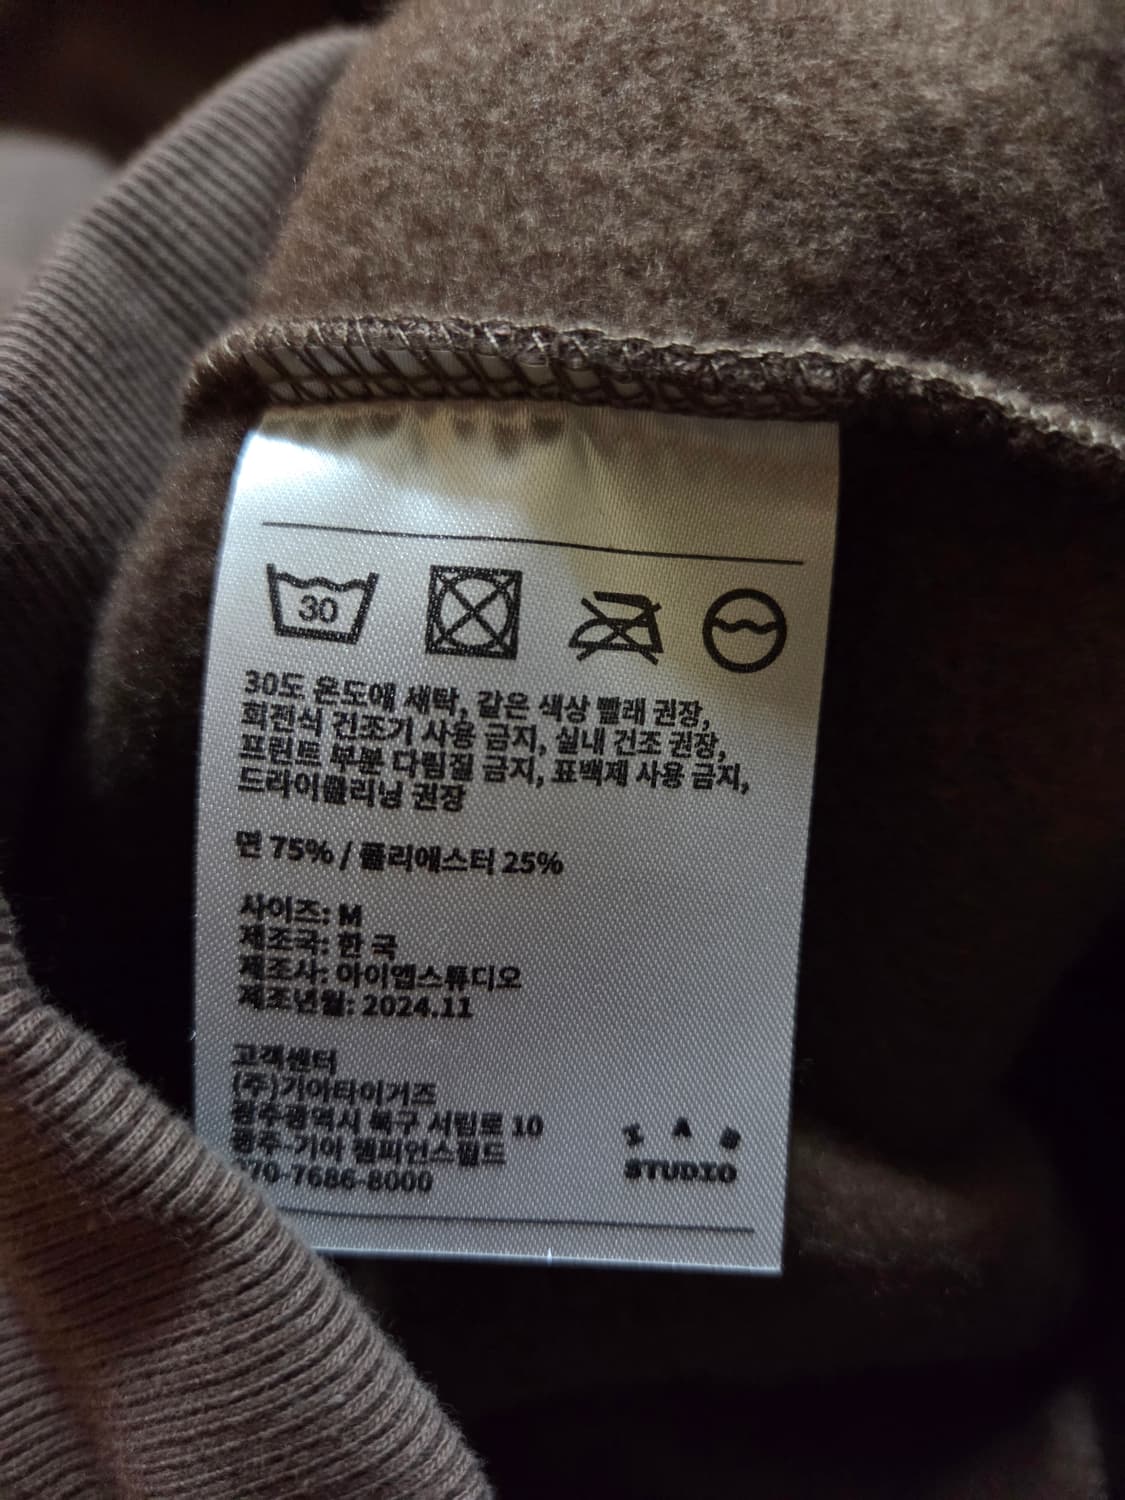 30
30도 온도에 세탁, 같은 색상 빨래 권장,
회전식 건조기 사용 금지, 실내 건조 권장,
프린트 부분 다림질 금지, 표백제 사용 금지,
드라이클리닝 권장
면 75% / 폴리에스터 25%
사이즈: M
제조국: 한 국
제조사: 아이앱스튜디오
제조년월: 2024.11
고객센터
(주)기아타이거즈
광주광역시 북구 서림로 10
광주-기아 챔피언스필드
070-7686-8000
I A B
STUDIO